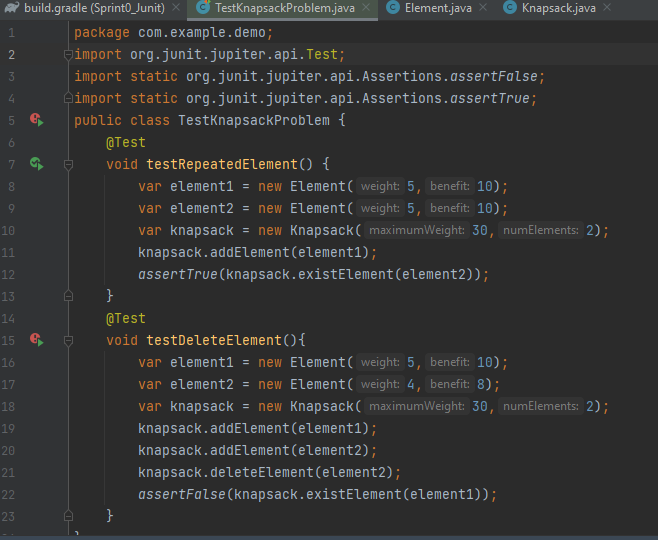 build.gradle (Sprint0_Junit) TestKnapsackProblem.java Element.java Knapsack.java
1 package com.example.demo;
2 import org.junit.jupiter.api.Test;
3 import static org.junit.jupiter.api.Assertions.assertFalse;
4 import static org.junit.jupiter.api.Assertions.assertTrue;
5 public class TestKnapsackProblem {
6 @Test
7 void testRepeatedElement() {
8 var element1 = new Element( weight: 5, benefit: 10);
9 var element2 = new Element( weight: 5, benefit: 10);
10 var knapsack = new Knapsack( maximumWeight: 30, numElements: 2);
11 knapsack.addElement(element1);
12 assertTrue(knapsack.existElement(element2));
13 }
14 @Test
15 void testDeleteElement(){
16 var element1 = new Element( weight: 5, benefit: 10);
17 var element2 = new Element( weight: 4, benefit: 8);
18 var knapsack = new Knapsack( maximumWeight: 30, numElements: 2);
19 knapsack.addElement(element1);
20 knapsack.addElement(element2);
21 knapsack.deleteElement(element2);
22 assertFalse(knapsack.existElement(element1));
23 }